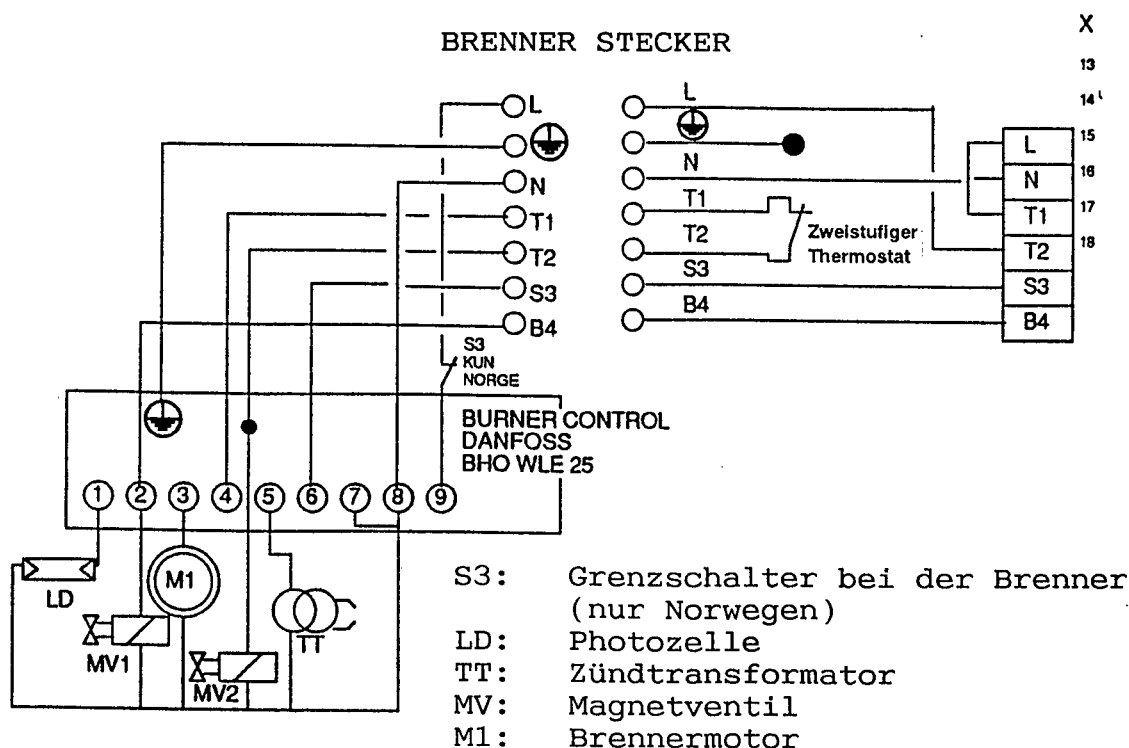 BRENNER STECKER
X
13
14
15
16
17
18
L
N
T1
T2
S3
B4
L
N
T1
T2
S3
B4
Zweistufiger
Thermostat
L
N
T1
T2
S3
B4
S3
KUN
NORGE
BURNER CONTROL
DANFOSS
BHO WLE 25
1 2 3 4 5 6 7 8 9
LD
M1
MV1
MV2
TT
S3: Grenzschalter bei der Brenner
(nur Norwegen)
LD: Photozelle
TT: Zündtransformator
MV: Magnetventil
M1: Brennermotor